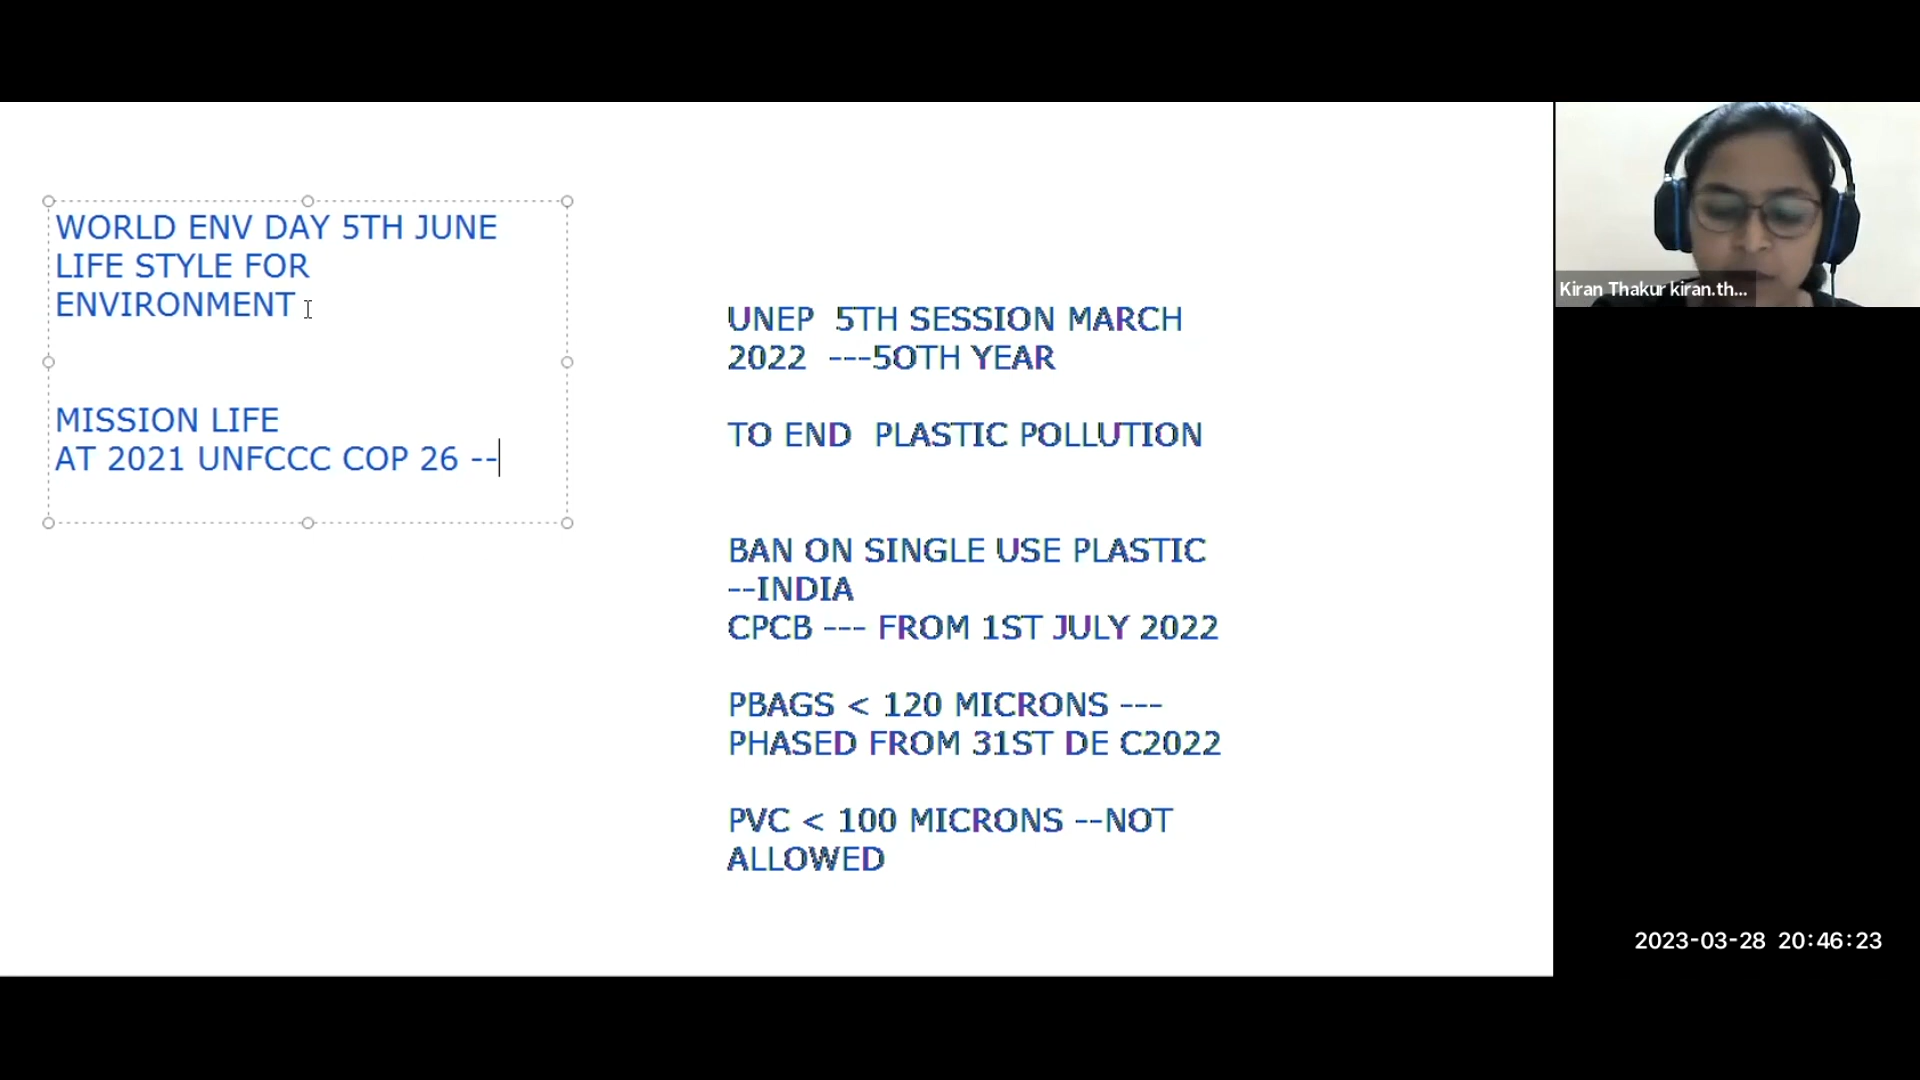 WORLD ENV DAY 5TH JUNE
LIFE STYLE FOR
ENVIRONMENT
MISSION LIFE
AT 2021 UNFCCC COP 26 --
UNEP 5TH SESSION MARCH
2022 ---5OTH YEAR
TO END PLASTIC POLLUTION
BAN ON SINGLE USE PLASTIC
--INDIA
CPCB --- FROM 1ST JULY 2022
PBAGS < 120 MICRONS ---
PHASED FROM 31ST DE C2022
PVC < 100 MICRONS --NOT
ALLOWED
Kiran Thakur kiran.th...
2023-03-28 20:46:23